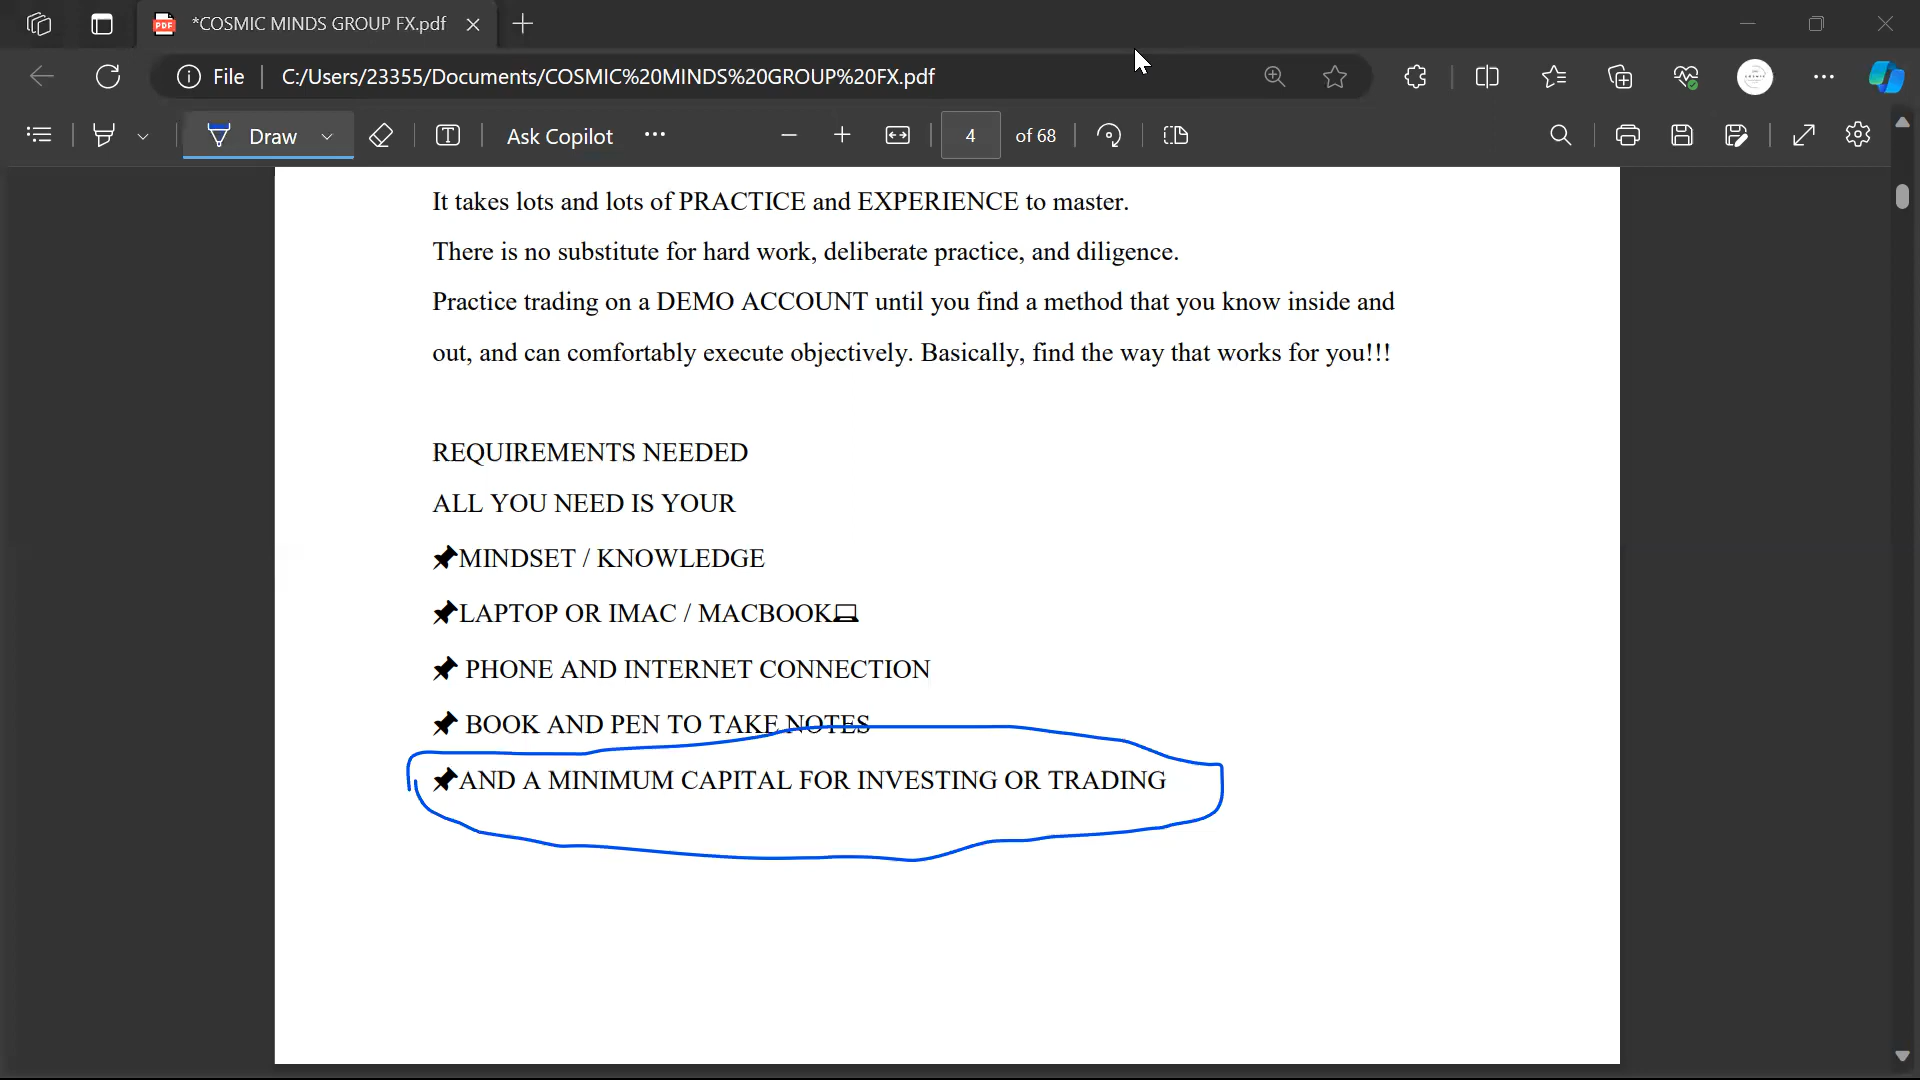 *COSMIC MINDS GROUP FX.pdf
File C:/Users/23355/Documents/COSMIC%20MINDS%20GROUP%20FX.pdf
Draw Ask Copilot 4 of 68
It takes lots and lots of PRACTICE and EXPERIENCE to master.
There is no substitute for hard work, deliberate practice, and diligence.
Practice trading on a DEMO ACCOUNT until you find a method that you know inside and
out, and can comfortably execute objectively. Basically, find the way that works for you!!!
REQUIREMENTS NEEDED
ALL YOU NEED IS YOUR
📌MINDSET / KNOWLEDGE
📌LAPTOP OR IMAC / MACBOOK💻
📌 PHONE AND INTERNET CONNECTION
📌 BOOK AND PEN TO TAKE NOTES
📌AND A MINIMUM CAPITAL FOR INVESTING OR TRADING